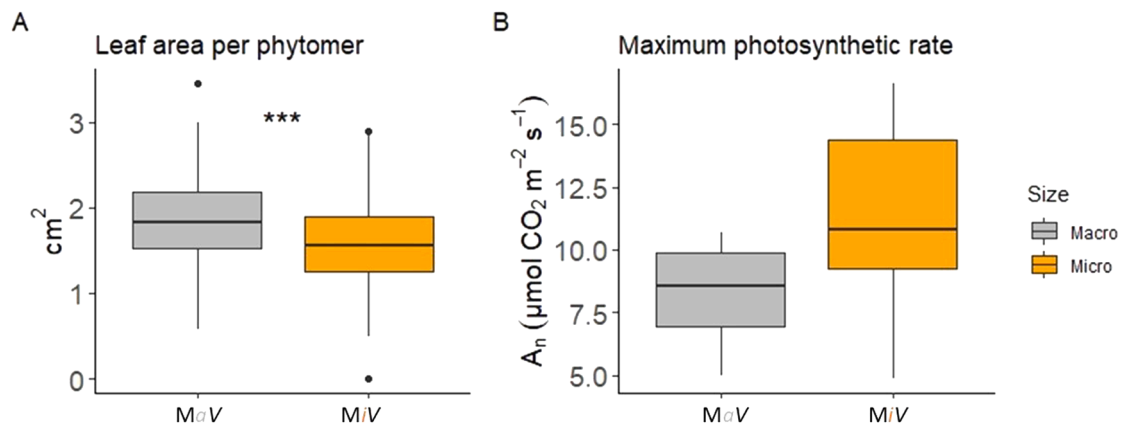 A
Leaf area per phytomer
cm²
3
2
1
0
***
MaV
MiV
B
Maximum photosynthetic rate
Aₙ (μmol CO₂ m⁻² s⁻¹)
15.0
12.5
10.0
7.5
5.0
MaV
MiV
Size
Macro
Micro